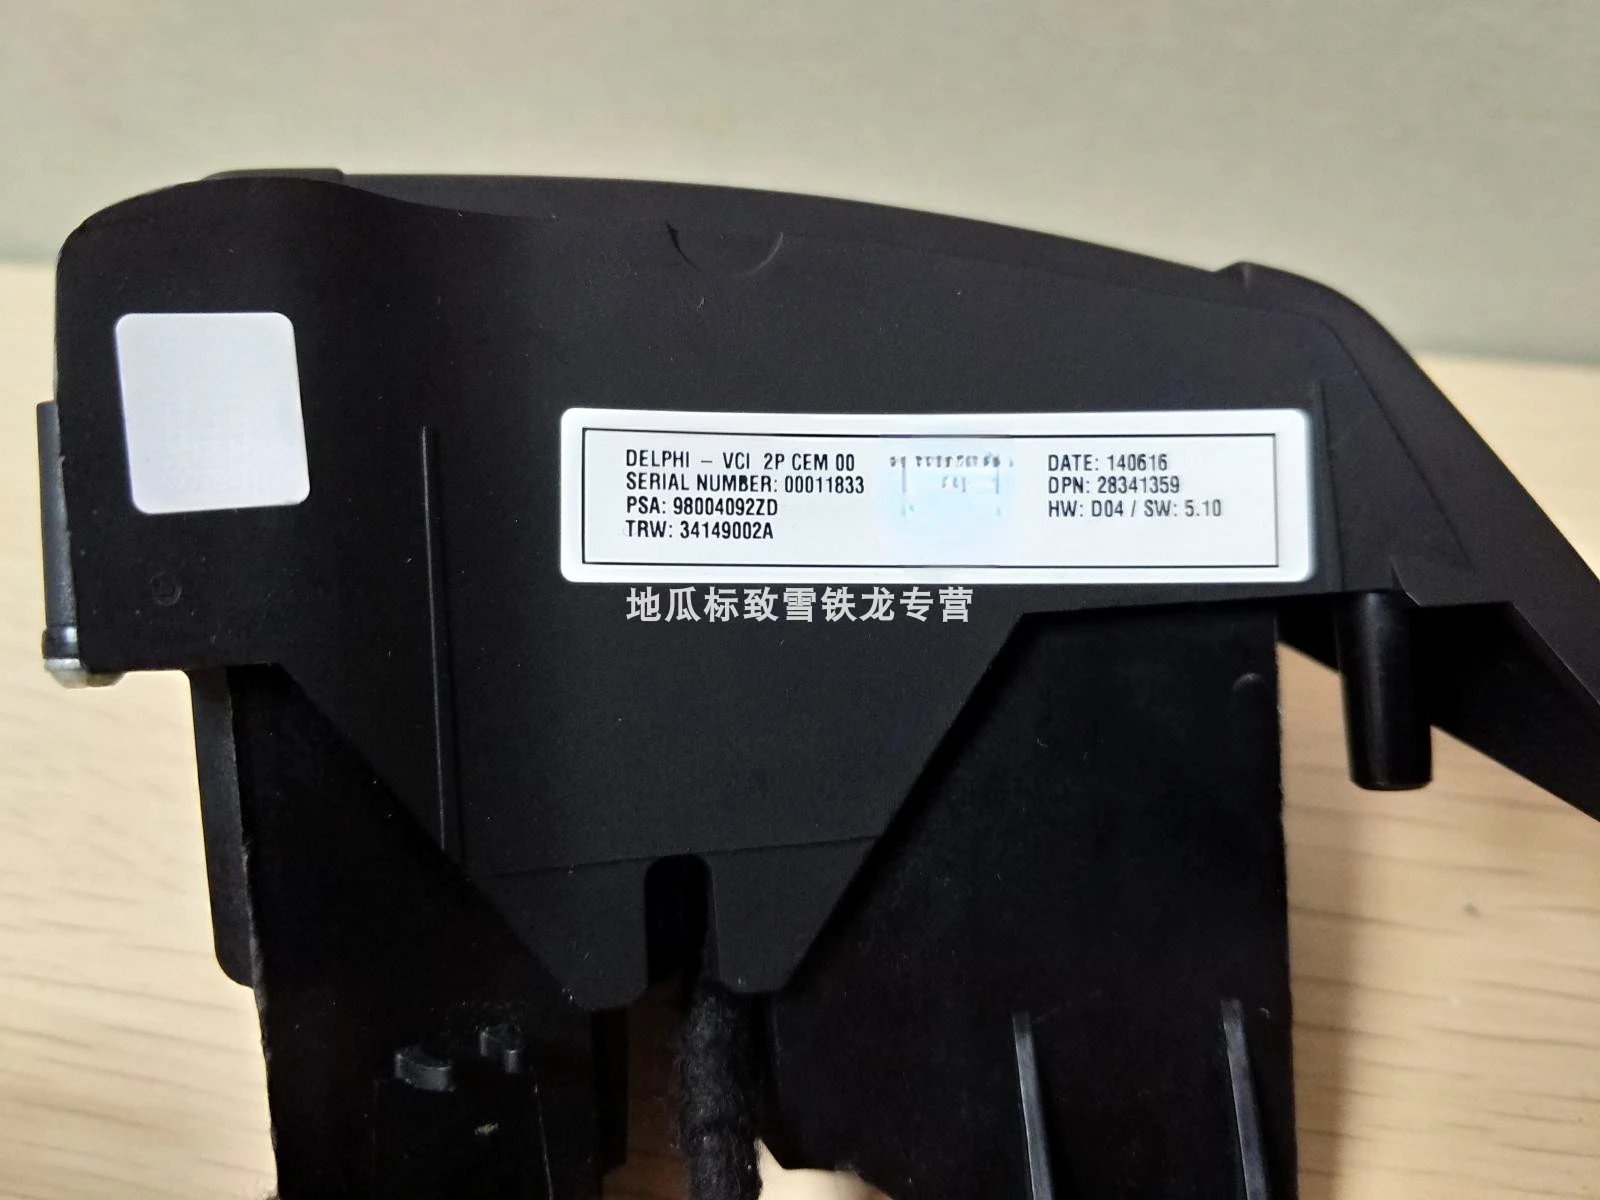 DELPHI - VCI 2P CEM 00
SERIAL NUMBER: 00011833
PSA: 98004092ZD
TRW: 34149002A
DATE: 140616
DPN: 28341359
HW: D04 / SW: 5.10
地瓜标致雪铁龙专营